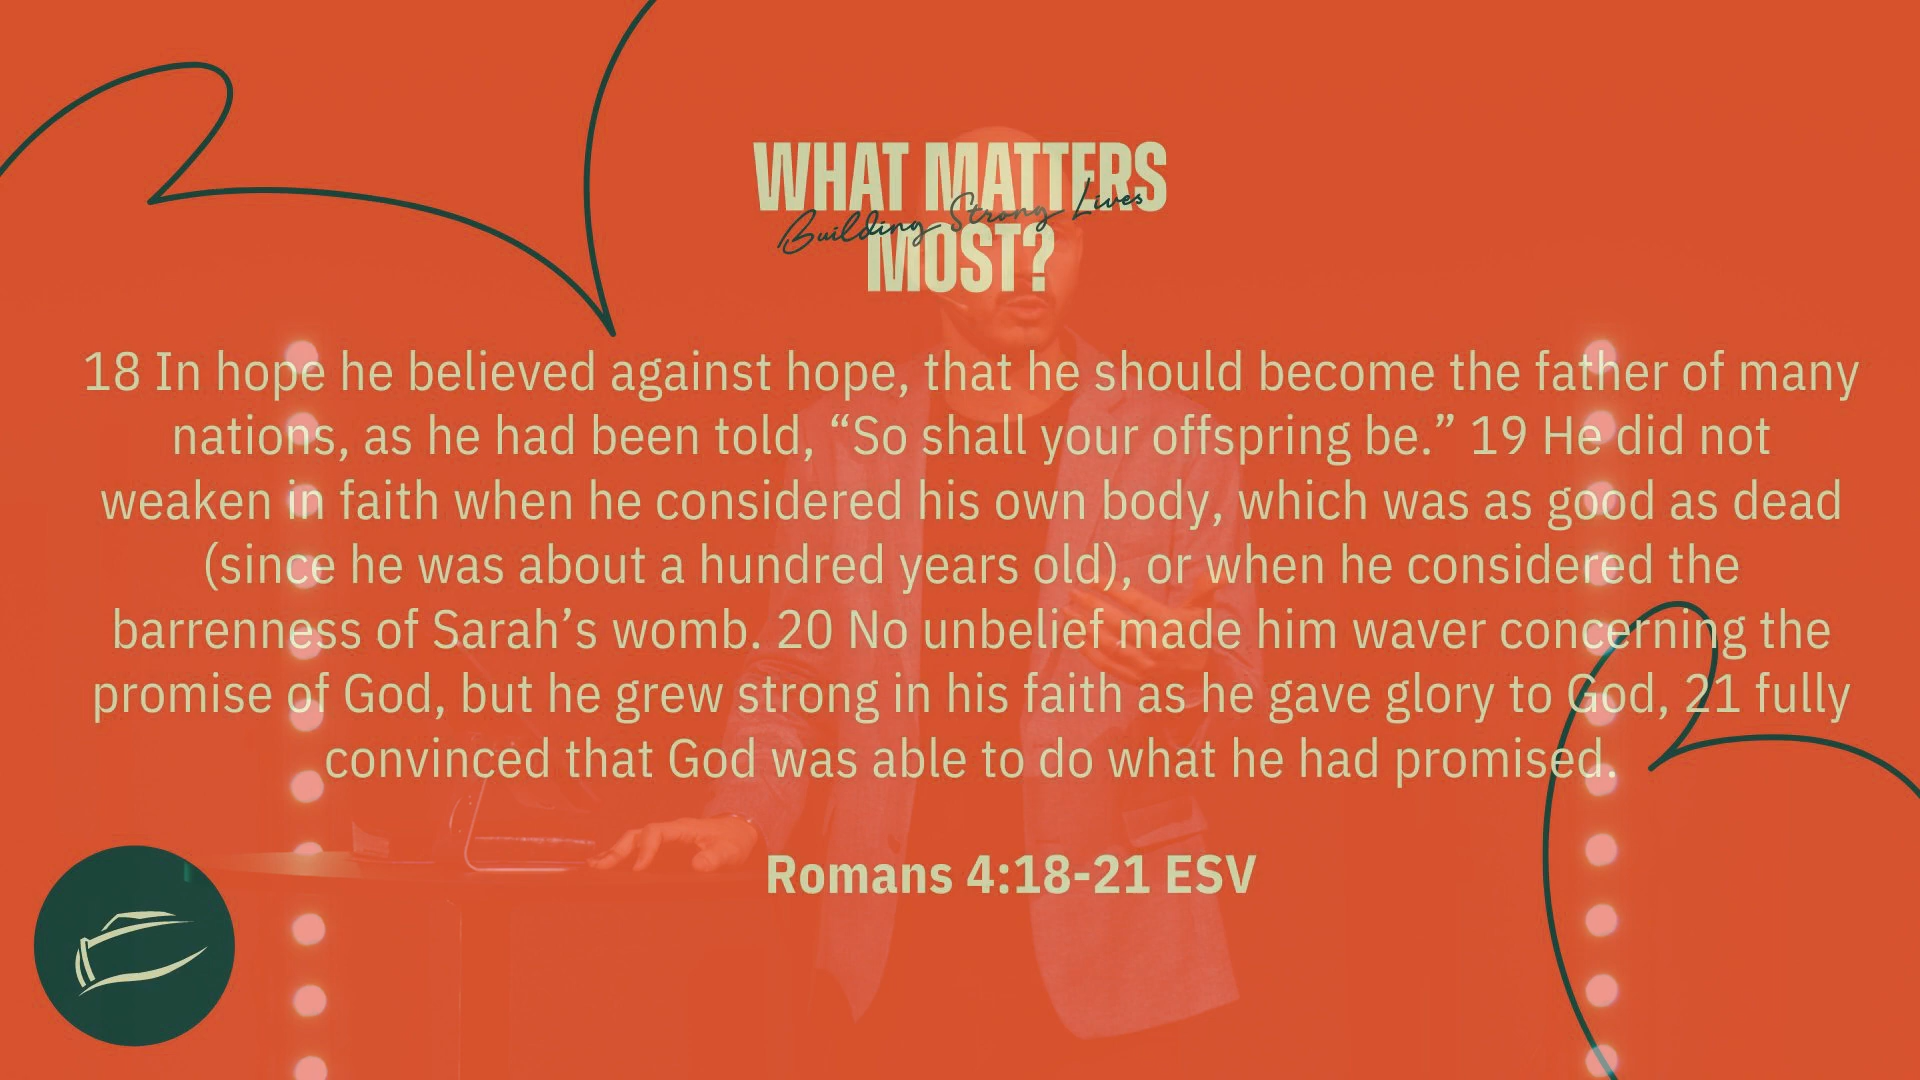 WHAT MATTERS
Building Strong Lives
MOST?
18 In hope he believed against hope, that he should become the father of many
nations, as he had been told, “So shall your offspring be.” 19 He did not
weaken in faith when he considered his own body, which was as good as dead
(since he was about a hundred years old), or when he considered the
barrenness of Sarah’s womb. 20 No unbelief made him waver concerning the
promise of God, but he grew strong in his faith as he gave glory to God, 21 fully
convinced that God was able to do what he had promised.
Romans 4:18-21 ESV